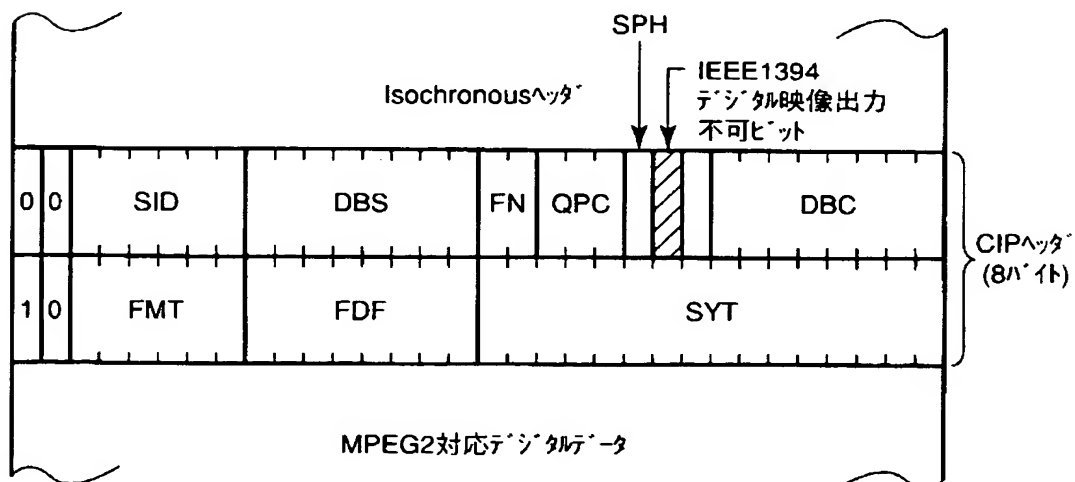 SPH
IEEE1394
デジタル映像出力
不可ビット
Isochronousヘッダ
0 0 SID DBS FN QPC DBC
CIPヘッダ
(8バイト)
1 0 FMT FDF SYT
MPEG2対応デジタルデータ